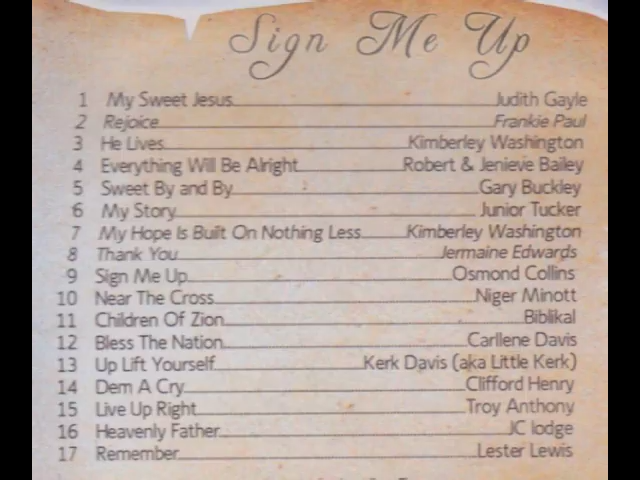 Sign Me Up
1 My Sweet Jesus Judith Gayle
2 Rejoice Frankie Paul
3 He Lives Kimberley Washington
4 Everything Will Be Alright Robert & Jenieve Bailey
5 Sweet By and By Gary Buckley
6 My Story Junior Tucker
7 My Hope Is Built On Nothing Less Kimberley Washington
8 Thank You Jermaine Edwards
9 Sign Me Up Osmond Collins
10 Near The Cross Niger Minott
11 Children Of Zion Biblikal
12 Bless The Nation Carllene Davis
13 Up Lift Yourself Kerk Davis (aka Little Kerk)
14 Dem A Cry Clifford Henry
15 Live Up Right Troy Anthony
16 Heavenly Father JC lodge
17 Remember Lester Lewis